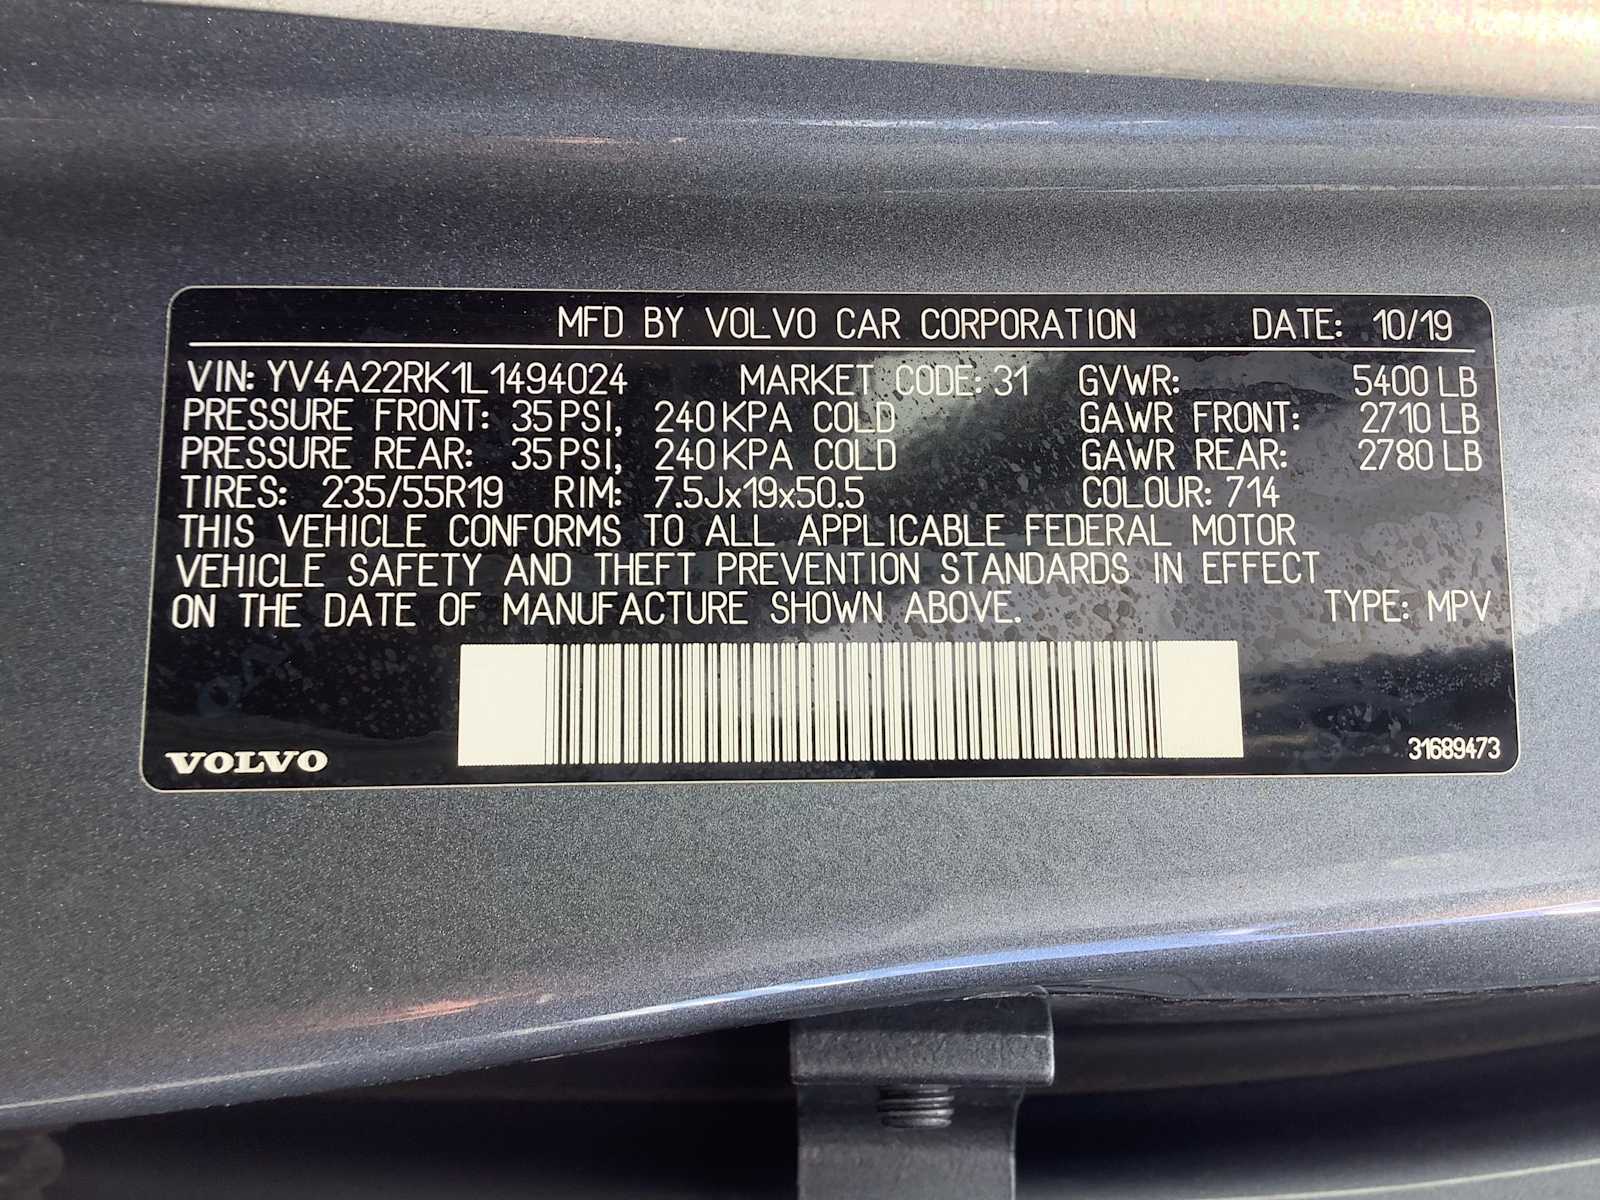 MFD BY VOLVO CAR CORPORATION DATE: 10/19
VIN: YV4A22RK1L1494024 MARKET CODE: 31 GVWR: 5400 LB
PRESSURE FRONT: 35 PSI, 240 KPA COLD GAWR FRONT: 2710 LB
PRESSURE REAR: 35 PSI, 240 KPA COLD GAWR REAR: 2780 LB
TIRES: 235/55R19 RIM: 7.5Jx19x50.5 COLOUR: 714
THIS VEHICLE CONFORMS TO ALL APPLICABLE FEDERAL MOTOR
VEHICLE SAFETY AND THEFT PREVENTION STANDARDS IN EFFECT
ON THE DATE OF MANUFACTURE SHOWN ABOVE. TYPE: MPV
VOLVO 31689473